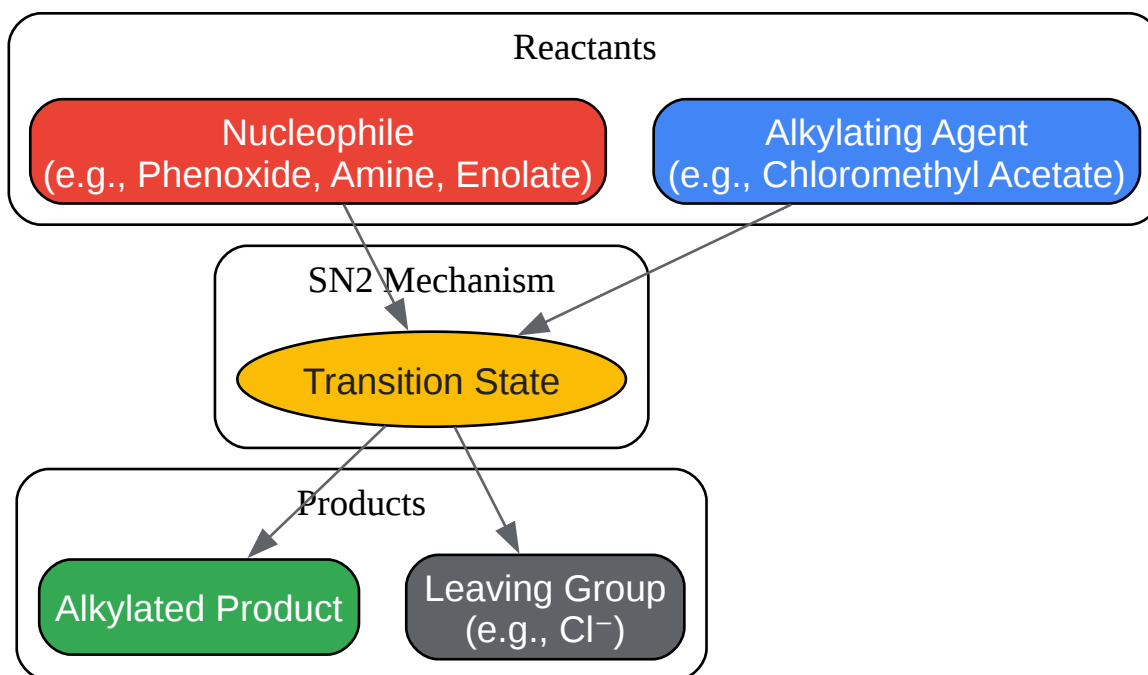 Reactants
Nucleophile
(e.g., Phenoxide, Amine, Enolate)
Alkylating Agent
(e.g., Chloromethyl Acetate)
SN2 Mechanism
Transition State
Products
Alkylated Product
Leaving Group
(e.g., Cl⁻)